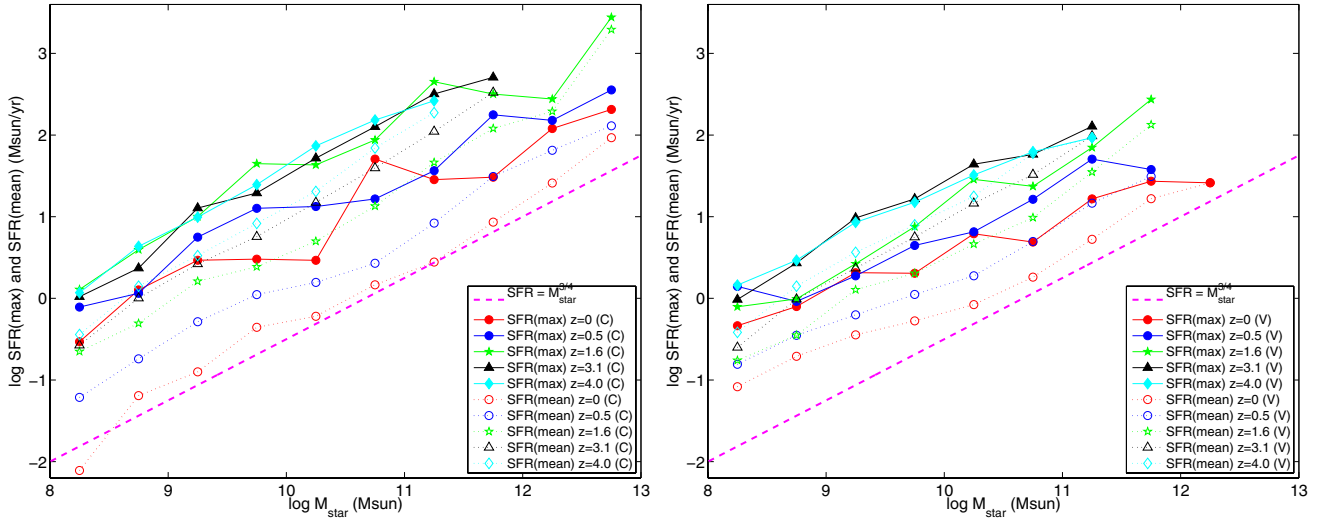 log SFR(max) and SFR(mean) (Msun/yr)
3
2
1
0
−1
−2
8
9
10
11
12
13
log M_star (Msun)
SFR = M_star^3/4
SFR(max) z=0 (C)
SFR(max) z=0.5 (C)
SFR(max) z=1.6 (C)
SFR(max) z=3.1 (C)
SFR(max) z=4.0 (C)
SFR(mean) z=0 (C)
SFR(mean) z=0.5 (C)
SFR(mean) z=1.6 (C)
SFR(mean) z=3.1 (C)
SFR(mean) z=4.0 (C)
log SFR(max) and SFR(mean) (Msun/yr)
3
2
1
0
−1
−2
8
9
10
11
12
13
log M_star (Msun)
SFR = M_star^3/4
SFR(max) z=0 (V)
SFR(max) z=0.5 (V)
SFR(max) z=1.6 (V)
SFR(max) z=3.1 (V)
SFR(max) z=4.0 (V)
SFR(mean) z=0 (V)
SFR(mean) z=0.5 (V)
SFR(mean) z=1.6 (V)
SFR(mean) z=3.1 (V)
SFR(mean) z=4.0 (V)